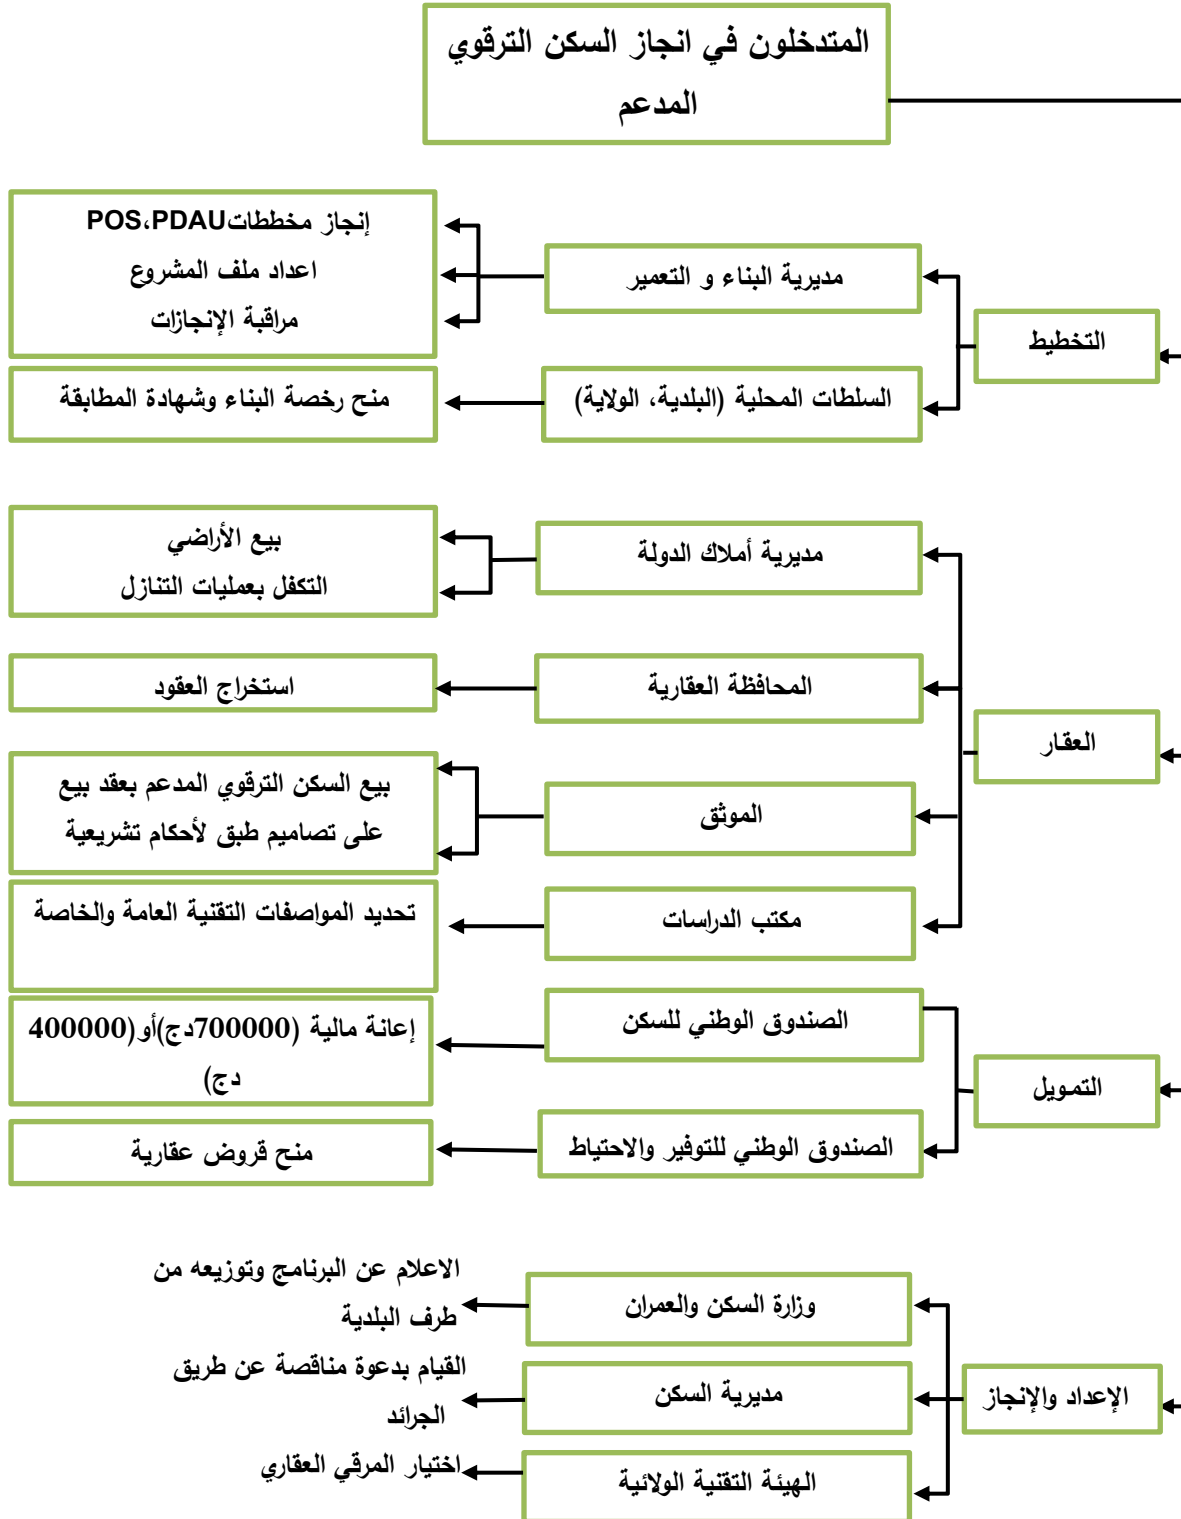 المتدخلون في انجاز السكن الترقوي
المدعم
التخطيط
مديرية البناء و التعمير
إنجاز مخططات POS،PDAU
اعداد ملف المشروع
مراقبة الإنجازات
السلطات المحلية (البلدية، الولاية)
منح رخصة البناء وشهادة المطابقة
العقار
مديرية أملاك الدولة
بيع الأراضي
التكفل بعمليات التنازل
المحافظة العقارية
استخراج العقود
الموثق
بيع السكن الترقوي المدعم بعقد بيع
على تصاميم طبق لأحكام تشريعية
مكتب الدراسات
تحديد المواصفات التقنية العامة والخاصة
التمويل
الصندوق الوطني للسكن
إعانة مالية (700000دج)أو(400000
دج)
الصندوق الوطني للتوفير والاحتياط
منح قروض عقارية
الإعداد والإنجاز
وزارة السكن والعمران
الاعلام عن البرنامج وتوزيعه من
طرف البلدية
مديرية السكن
القيام بدعوة مناقصة عن طريق
الجرائد
الهيئة التقنية الولائية
اختيار المرقي العقاري